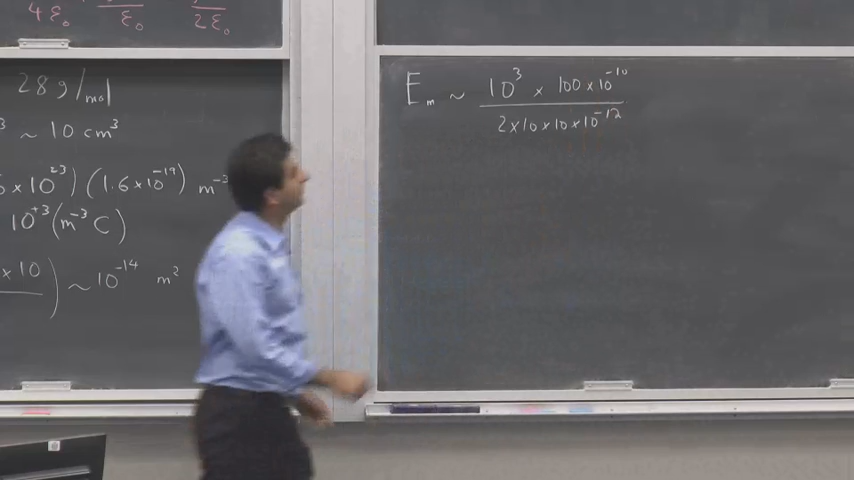 4ε₀ ε₀ 2ε₀
28 g/mol
~ 10 cm³
x 10²³) (1.6 x 10⁻¹⁹) m⁻³
10⁺³ (m⁻³ C)
x 10) ~ 10⁻¹⁴ m²
Eₘ ~ 10³ x 100 x 10⁻¹⁰
2 x 10 x 10 x 10⁻¹²